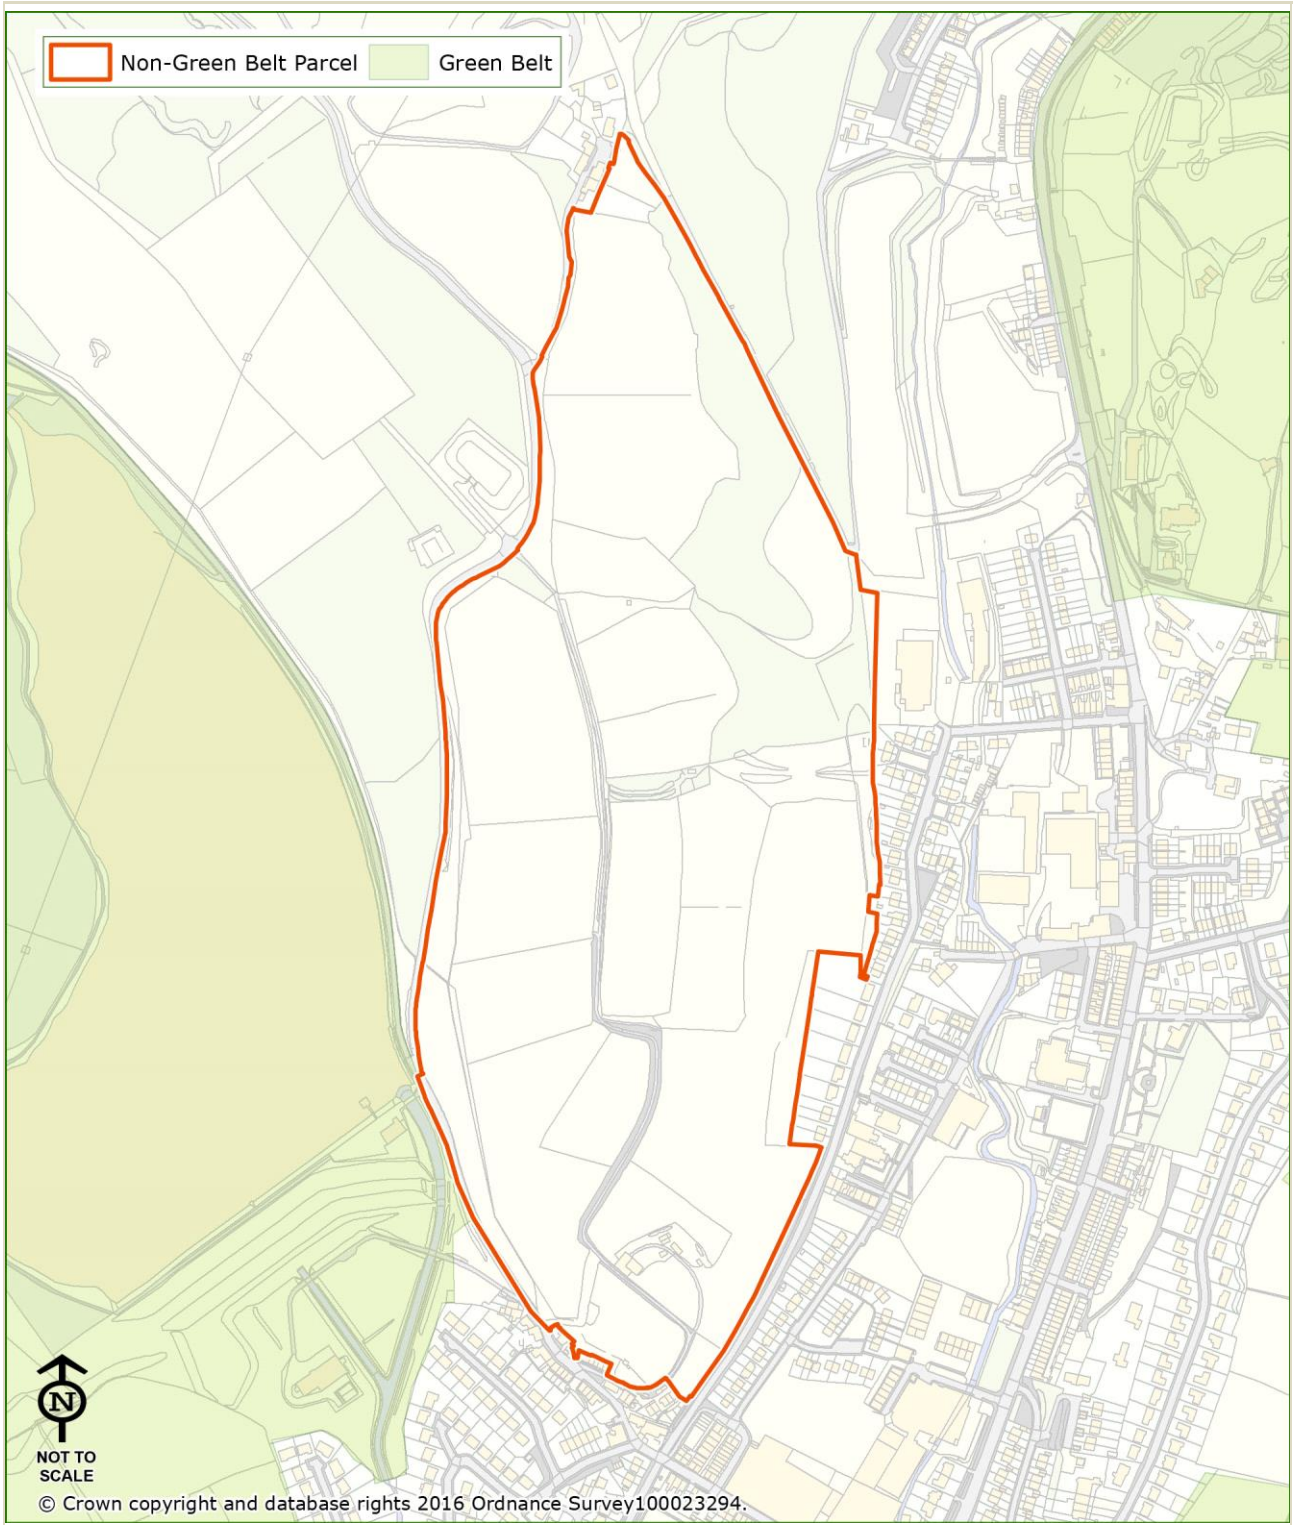 Non-Green Belt Parcel
Green Belt
N
NOT TO
SCALE
© Crown copyright and database rights 2016 Ordnance Survey100023294.